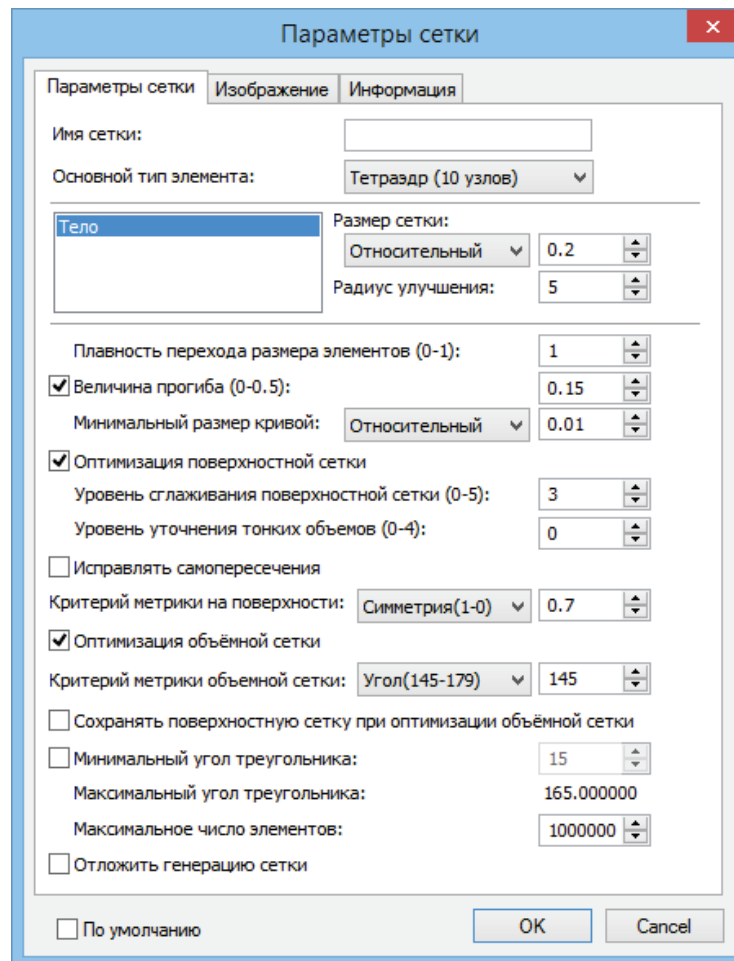 Параметры сетки
Параметры сетки Изображение Информация
Имя сетки:
Основной тип элемента: Тетраэдр (10 узлов)
Тело
Размер сетки:
Относительный 0.2
Радиус улучшения: 5
Плавность перехода размера элементов (0-1): 1
Величина прогиба (0-0.5): 0.15
Минимальный размер кривой: Относительный 0.01
Оптимизация поверхностной сетки
Уровень сглаживания поверхностной сетки (0-5): 3
Уровень уточнения тонких объемов (0-4): 0
Исправлять самопересечения
Критерий метрики на поверхности: Симметрия(1-0) 0.7
Оптимизация объёмной сетки
Критерий метрики объемной сетки: Угол(145-179) 145
Сохранять поверхностную сетку при оптимизации объёмной сетки
Минимальный угол треугольника: 15
Максимальный угол треугольника: 165.000000
Максимальное число элементов: 1000000
Отложить генерацию сетки
По умолчанию OK Cancel